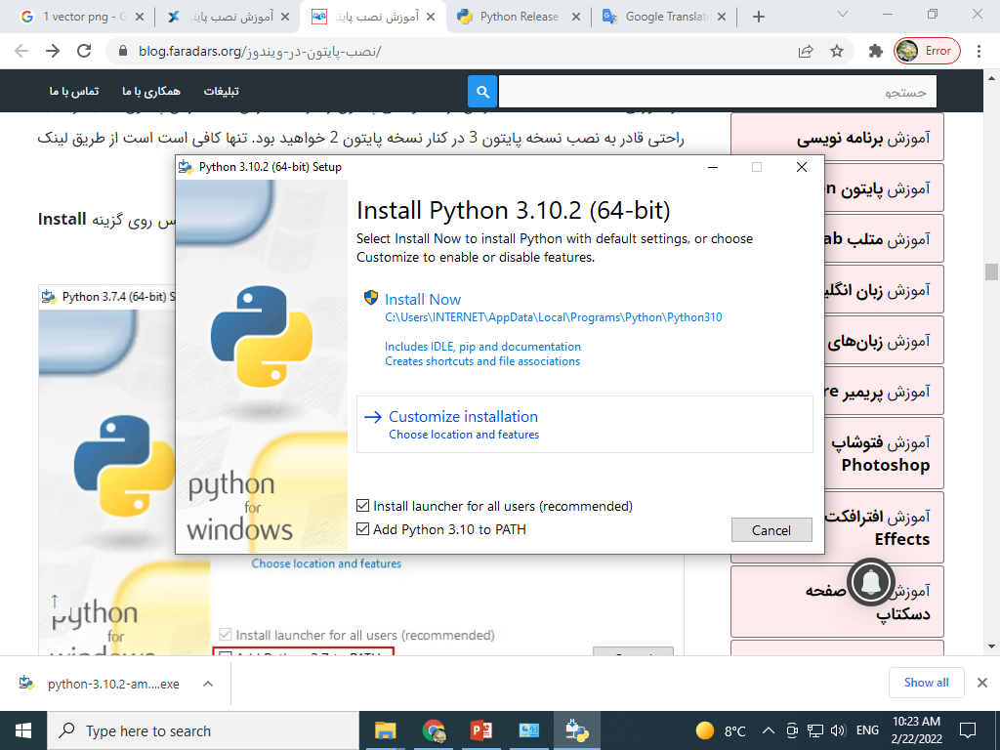 1 vector png - G
آموزش نصب پایت
آموزش نصب پایت
Python Release
Google Translat
blog.faradars.org/نصب-پایتون-در-ویندوز/
Error
تبلیغات
همکاری با ما
تماس با ما
جستجو
راحتی قادر به نصب نسخه پایتون 3 در کنار نسخه پایتون 2 خواهید بود. تنها کافی است است از طریق لینک
روی گزینه Install
آموزش برنامه نویسی
آموزش پایتون
آموزش متلب
آموزش زبان
آموزش زبان‌های
آموزش پریمیر
آموزش فتوشاپ
Photoshop
آموزش افترافکت
Effects
آموزش
صفحه
دسکتاپ
Python 3.10.2 (64-bit) Setup
Install Python 3.10.2 (64-bit)
Select Install Now to install Python with default settings, or choose
Customize to enable or disable features.
Install Now
C:\Users\INTERNET\AppData\Local\Programs\Python\Python310
Includes IDLE, pip and documentation
Creates shortcuts and file associations
Customize installation
Choose location and features
python
for
windows
Install launcher for all users (recommended)
Add Python 3.10 to PATH
Cancel
Python 3.7.4 (64-bit) S
Choose location and features
python
for
Install launcher for all users (recommended)
python-3.10.2-am....exe
Show all
Type here to search
8°C
ENG
10:23 AM
2/22/2022